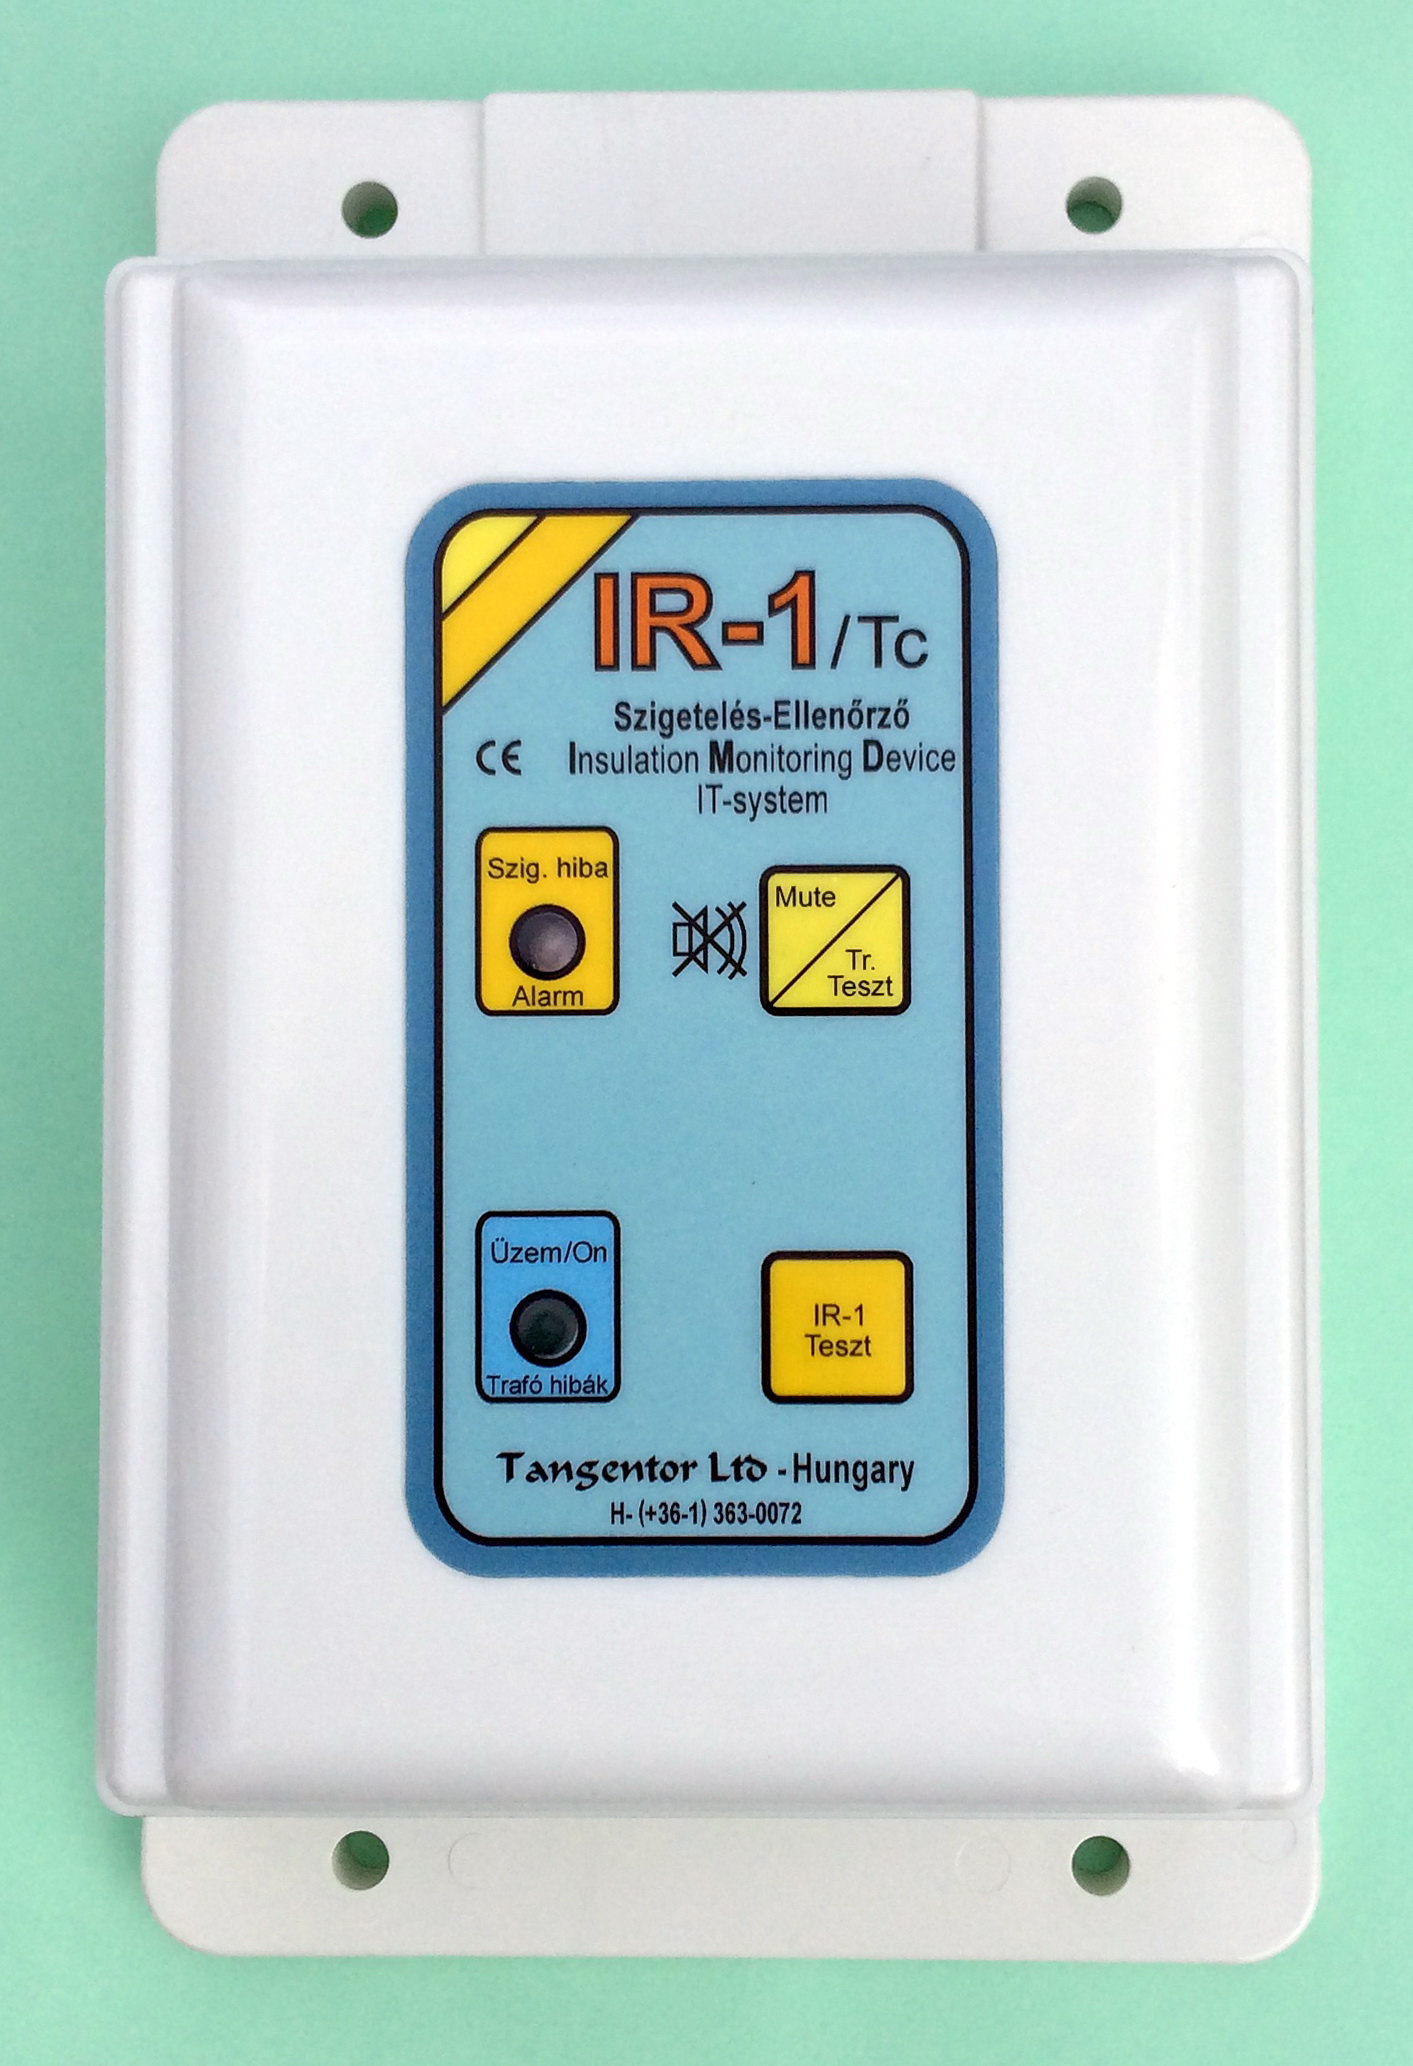 IR-1/Tc
Szigetelés-Ellenőrző
CE
Insulation Monitoring Device
IT-system
Szig. hiba
Alarm
Mute
Tr.
Teszt
Üzem/On
Trafó hibák
IR-1
Teszt
Tangentor Ltd - Hungary
H- (+36-1) 363-0072